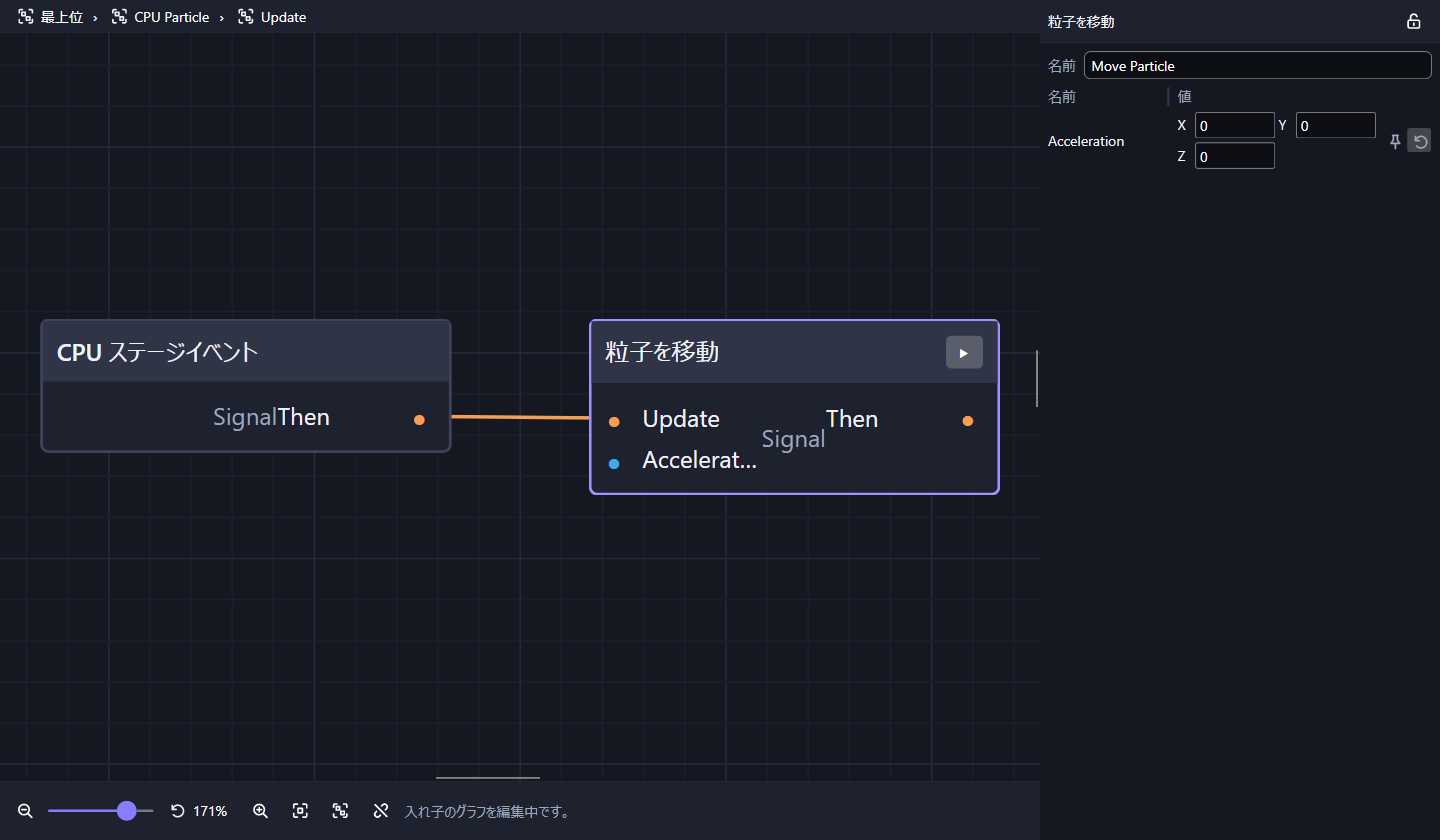 最上位 › CPU Particle › Update
粒子を移動
名前 Move Particle
名前 値
Acceleration X 0 Y 0
Z 0
CPU ステージイベント
SignalThen
粒子を移動
Update Signal Then
Accelerat...
171% 入れ子のグラフを編集中です。